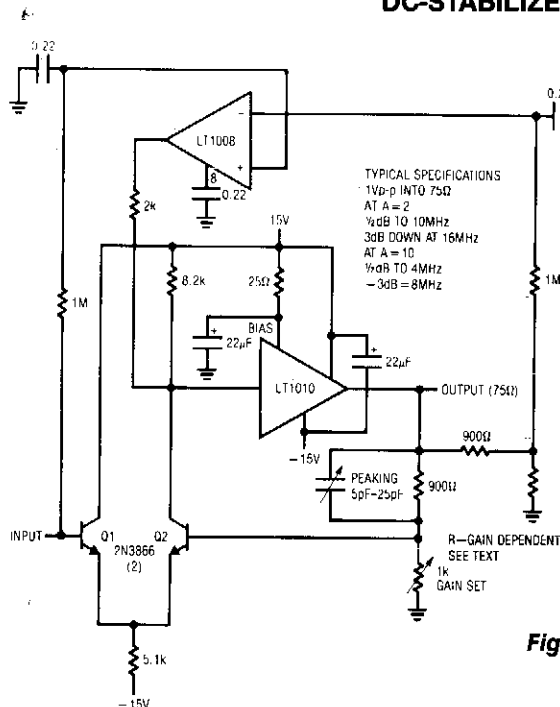 DC-STABILIZE
0.22
LT1008
−
+
8
0.22
2k
15V
8.2k
25Ω
1M
BIAS
22μF
LT1010
22μF
−15V
TYPICAL SPECIFICATIONS
1Vp-p INTO 75Ω
AT A = 2
½dB TO 10MHz
3dB DOWN AT 16MHz
AT A = 10
½dB TO 4MHz
−3dB = 8MHz
1M
OUTPUT (75Ω)
900Ω
PEAKING
5pF–25pF
900Ω
INPUT
Q1
Q2
2N3866
(2)
R–GAIN DEPENDENT
SEE TEXT
1k
GAIN SET
5.1k
−15V
Fig